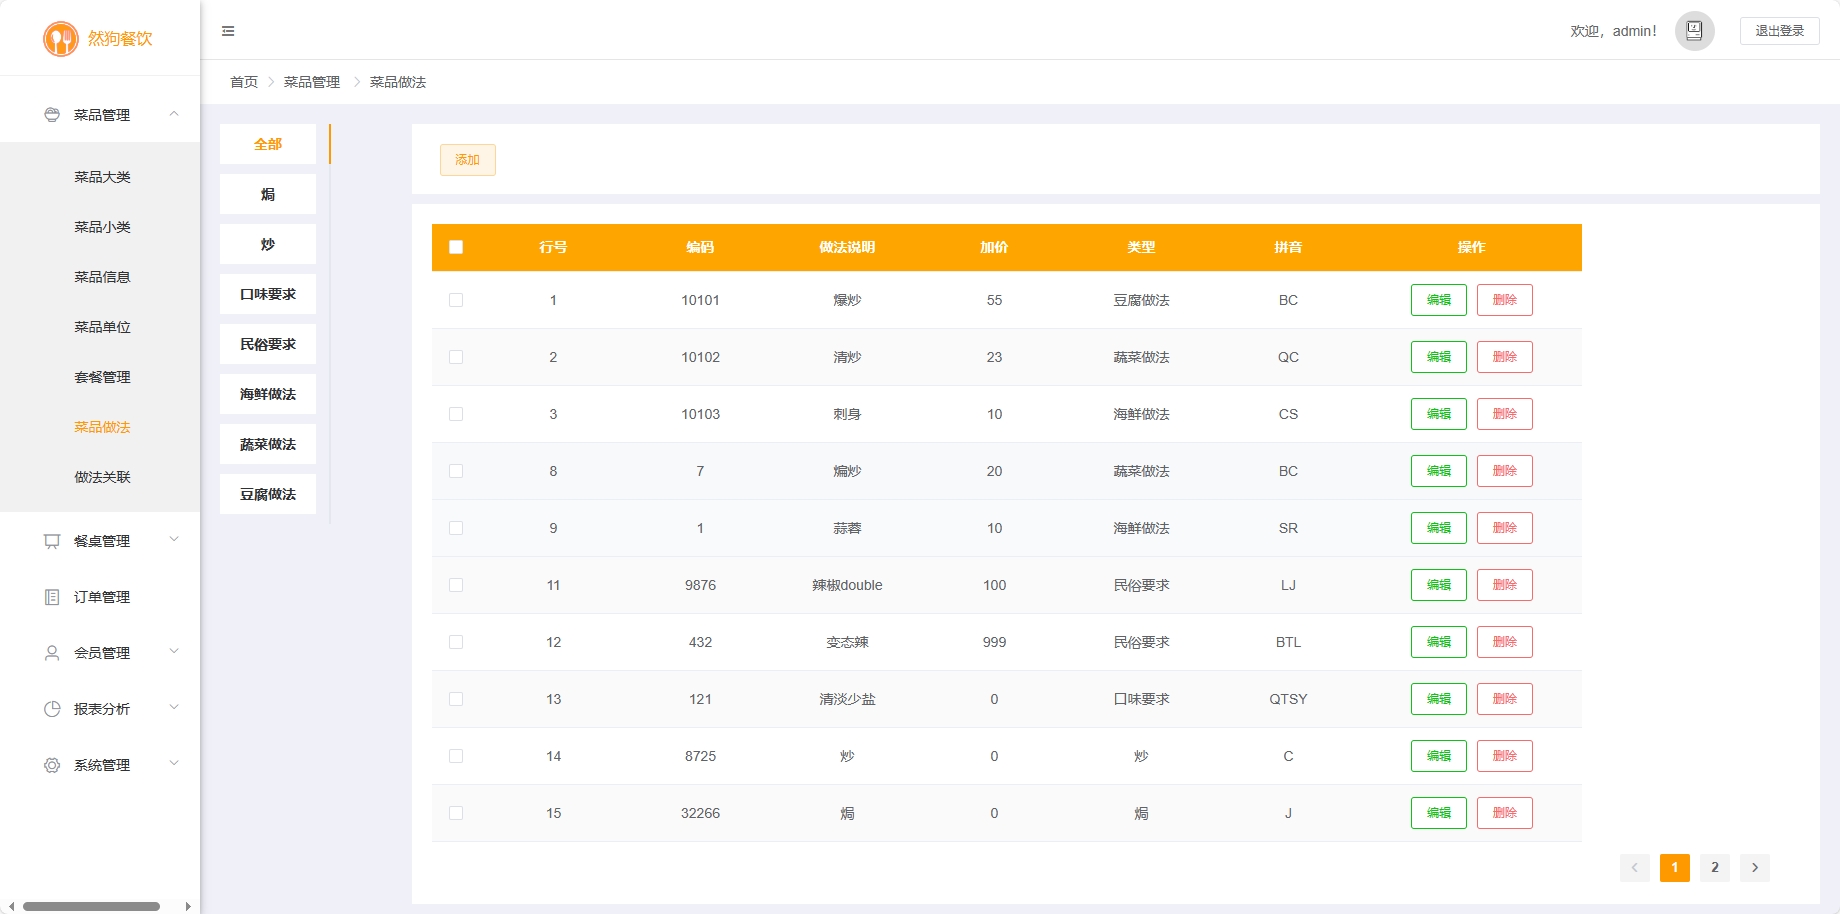 然狗餐饮
欢迎，admin!
退出登录
首页 > 菜品管理 > 菜品做法
菜品管理
菜品大类
菜品小类
菜品信息
菜品单位
套餐管理
菜品做法
做法关联
餐桌管理
订单管理
会员管理
报表分析
系统管理
全部
焗
炒
口味要求
民俗要求
海鲜做法
蔬菜做法
豆腐做法
添加
行号 编码 做法说明 加价 类型 拼音 操作
1 10101 爆炒 55 豆腐做法 BC 编辑 删除
2 10102 清炒 23 蔬菜做法 QC 编辑 删除
3 10103 刺身 10 海鲜做法 CS 编辑 删除
8 7 煸炒 20 蔬菜做法 BC 编辑 删除
9 1 蒜蓉 10 海鲜做法 SR 编辑 删除
11 9876 辣椒double 100 民俗要求 LJ 编辑 删除
12 432 变态辣 999 民俗要求 BTL 编辑 删除
13 121 清淡少盐 0 口味要求 QTSY 编辑 删除
14 8725 炒 0 炒 C 编辑 删除
15 32266 焗 0 焗 J 编辑 删除
1 2